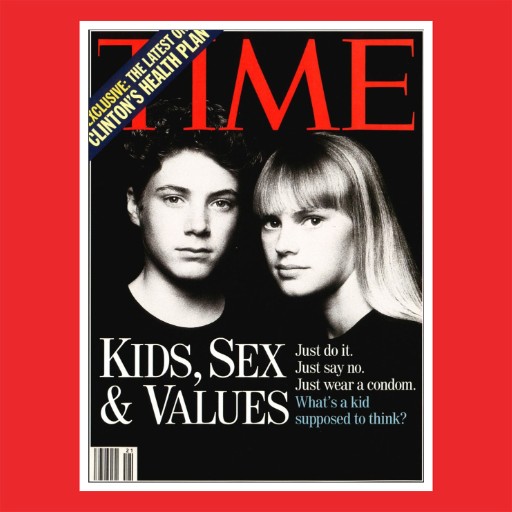 EXCLUSIVE: THE LATEST ON
CLINTON'S HEALTH PLAN
TIME
KIDS, SEX
& VALUES
Just do it.
Just say no.
Just wear a condom.
What's a kid
supposed to think?
21